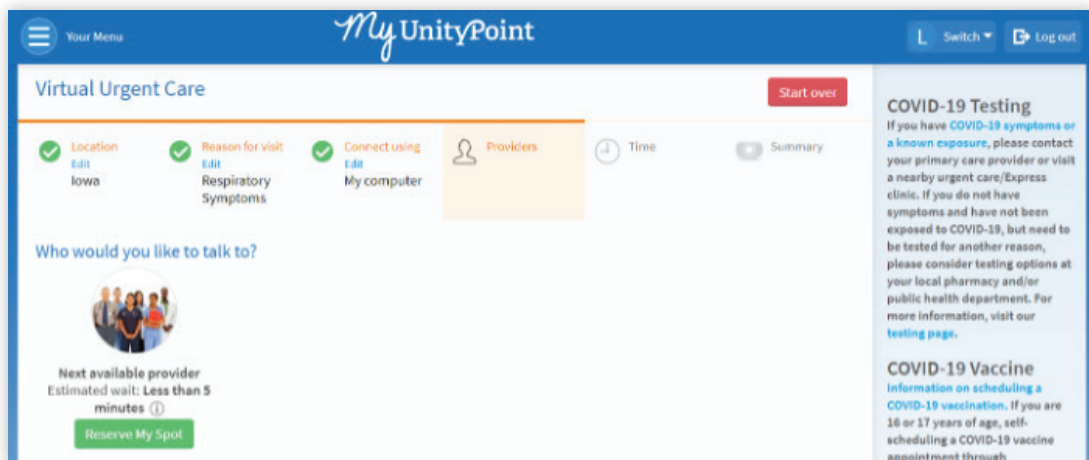 Your Menu
My UnityPoint
L Switch Log out
Virtual Urgent Care
Start over
Location
Edit
Iowa
Reason for visit
Edit
Respiratory
Symptoms
Connect using
Edit
My computer
Providers
Time
Summary
Who would you like to talk to?
Next available provider
Estimated wait: Less than 5
minutes
Reserve My Spot
COVID-19 Testing
If you have COVID-19 symptoms or
a known exposure, please contact
your primary care provider or visit
a nearby urgent care/Express
clinic. If you do not have
symptoms and have not been
exposed to COVID-19, but need to
be tested for another reason,
please consider testing options at
your local pharmacy and/or
public health department. For
more information, visit our
testing page.
COVID-19 Vaccine
Information on scheduling a
COVID-19 vaccination. If you are
16 or 17 years of age, self-
scheduling a COVID-19 vaccine
appointment through